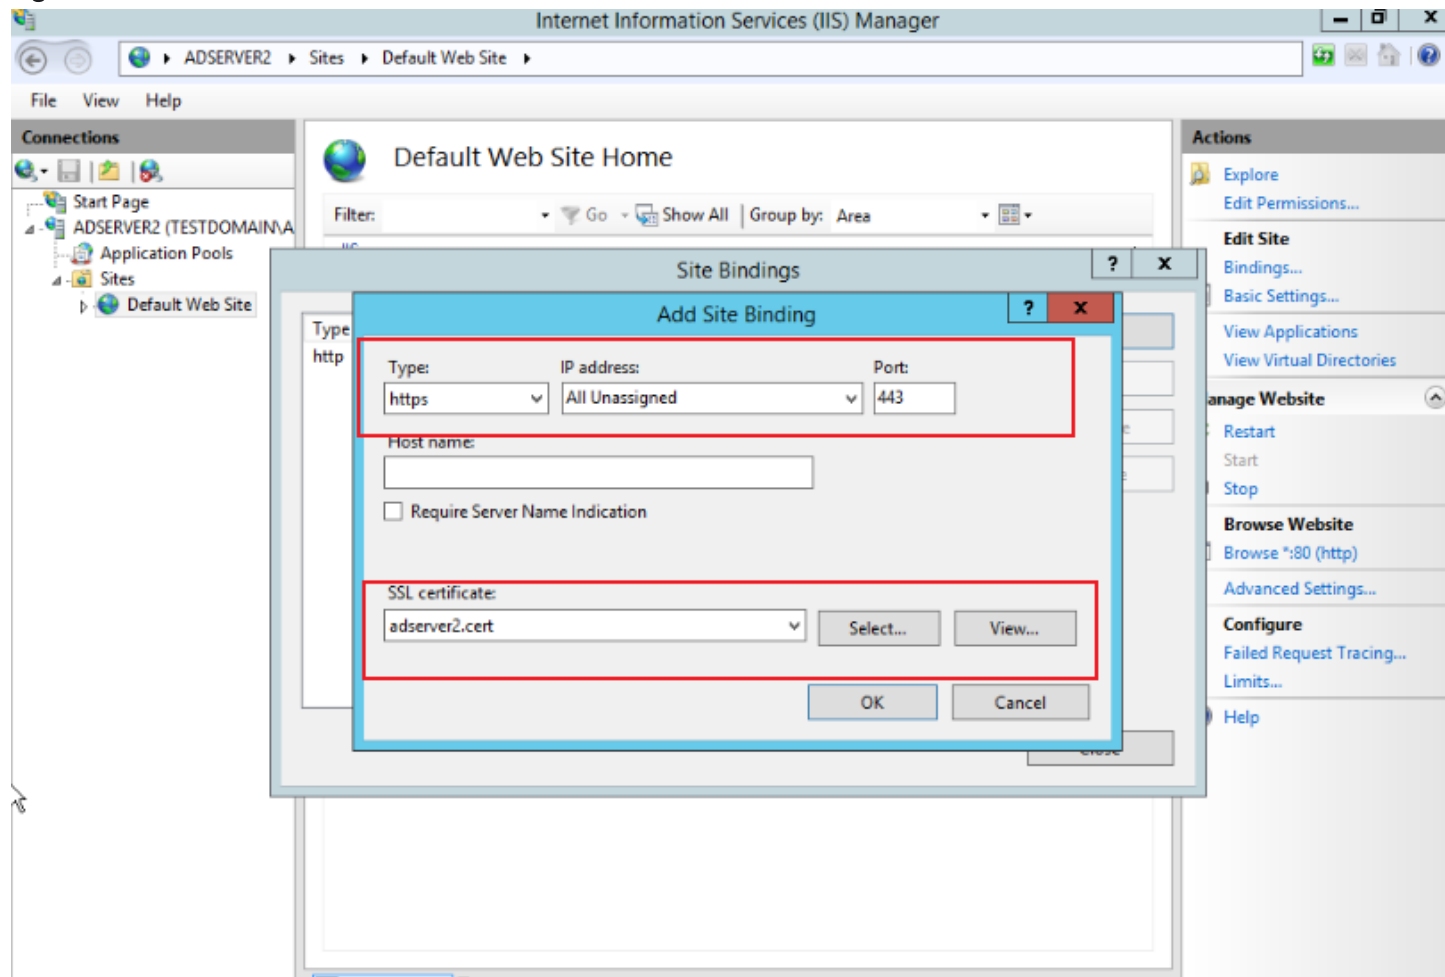 Internet Information Services (IIS) Manager
ADSERVER2 Sites Default Web Site
File View Help
Connections
Start Page
ADSERVER2 (TESTDOMAIN\A
Application Pools
Sites
Default Web Site
Default Web Site Home
Filter: Go Show All Group by: Area
IIS
Site Bindings
Type
http
Add Site Binding
Type: IP address: Port:
https All Unassigned 443
Host name:
Require Server Name Indication
SSL certificate:
adserver2.cert Select... View...
OK Cancel
Close
Actions
Explore
Edit Permissions...
Edit Site
Bindings...
Basic Settings...
View Applications
View Virtual Directories
anage Website
Restart
Start
Stop
Browse Website
Browse *:80 (http)
Advanced Settings...
Configure
Failed Request Tracing...
Limits...
Help